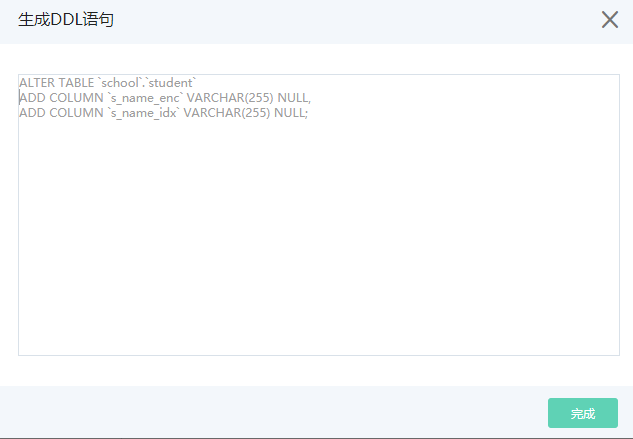 生成DDL语句
ALTER TABLE `school`.`student`
ADD COLUMN `s_name_enc` VARCHAR(255) NULL,
ADD COLUMN `s_name_idx` VARCHAR(255) NULL;
完成